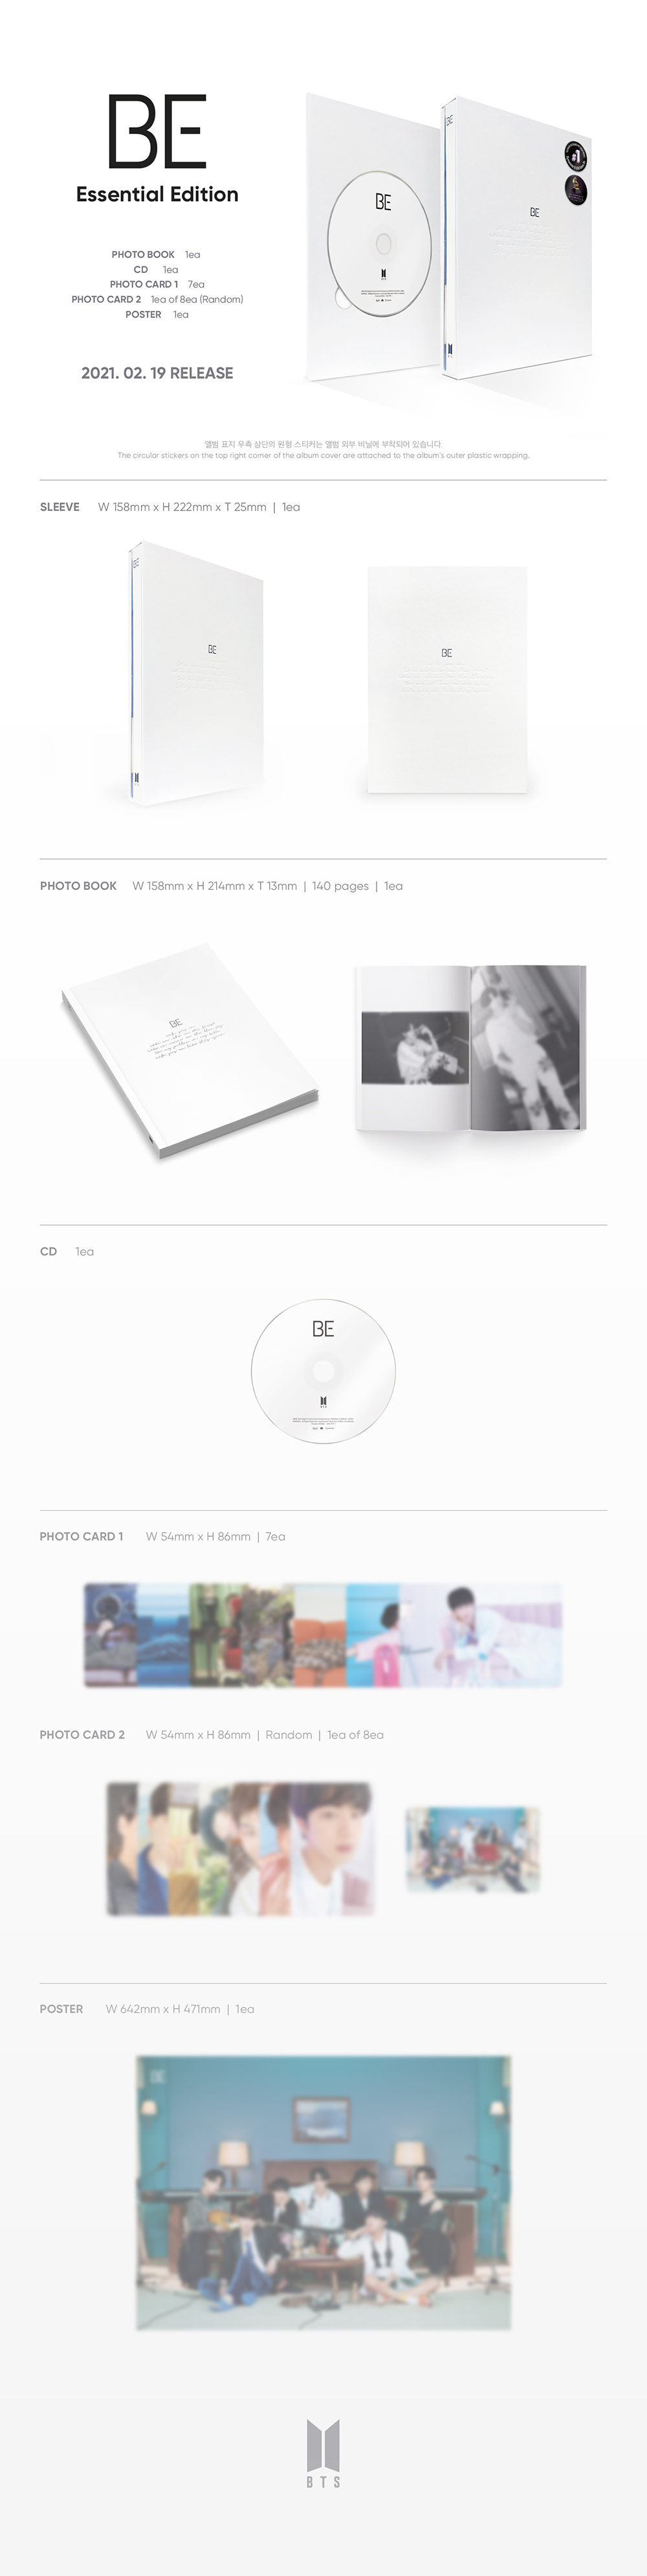 BE
Essential Edition
PHOTO BOOK 1ea
CD 1ea
PHOTO CARD 1 7ea
PHOTO CARD 2 1ea of 8ea (Random)
POSTER 1ea
2021. 02. 19 RELEASE
BE
BE
BE
앨범 표지 우측 상단의 원형 스티커는 앨범 외부 비닐에 부착되어 있습니다.
The circular stickers on the top right corner of the album cover are attached to the album's outer plastic wrapping.
SLEEVE W 158mm x H 222mm x T 25mm | 1ea
BE
BE
BE
PHOTO BOOK W 158mm x H 214mm x T 13mm | 140 pages | 1ea
BE
CD 1ea
BE
PHOTO CARD 1 W 54mm x H 86mm | 7ea
PHOTO CARD 2 W 54mm x H 86mm | Random | 1ea of 8ea
POSTER W 642mm x H 471mm | 1ea
BE
BTS